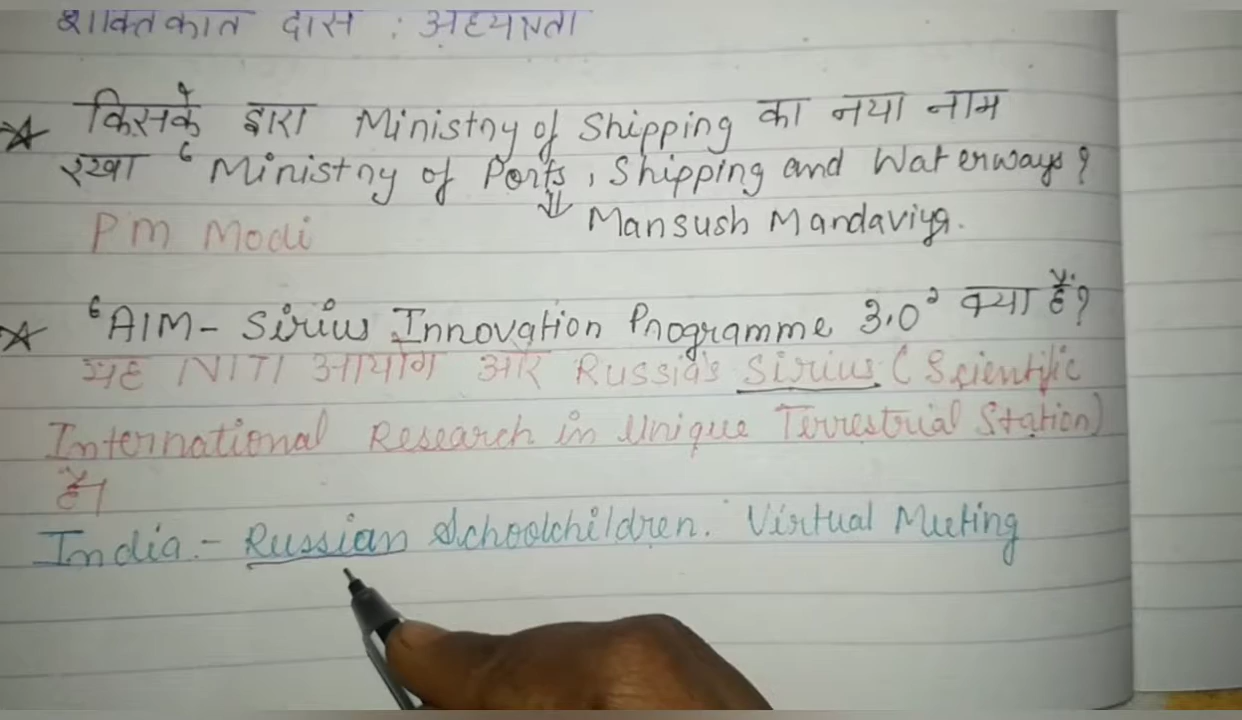 शक्तिकांत दास : अध्यक्षता
किसके द्वारा Ministry of Shipping का नया नाम
रखा ‘Ministry of Ports, Shipping and Waterways?
PM Modi ⇓ Mansush Mandaviya.
‘AIM- Sirius Innovation Programme 3.0’ क्या है?
यह NITI आयोग और Russia's Sirius (Scientific
International Research in Unique Terrestrial Station)
है।
India - Russian Schoolchildren. Virtual Meeting